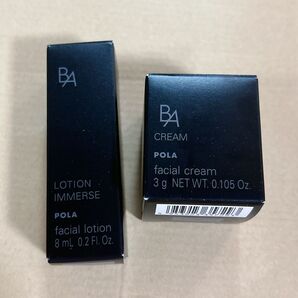 BA
LOTION
IMMERSE
POLA
facial lotion
8 mL 0.2 Fl. Oz.
BA
CREAM
POLA
facial cream
3 g NET WT. 0.105 Oz.